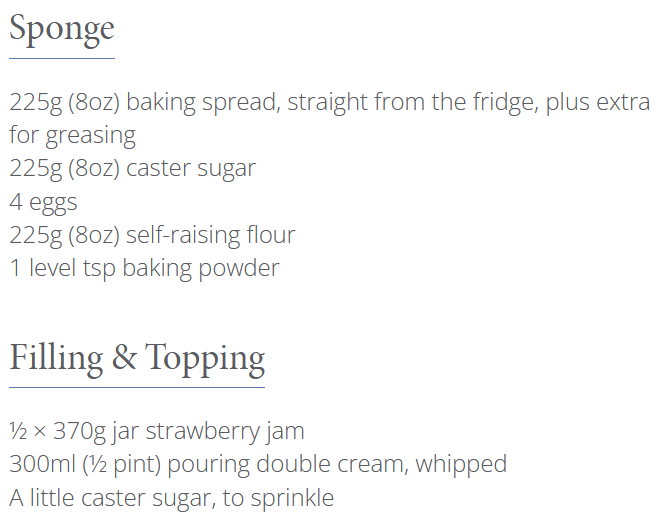 Sponge
225g (8oz) baking spread, straight from the fridge, plus extra
for greasing
225g (8oz) caster sugar
4 eggs
225g (8oz) self-raising flour
1 level tsp baking powder
Filling & Topping
½ × 370g jar strawberry jam
300ml (½ pint) pouring double cream, whipped
A little caster sugar, to sprinkle